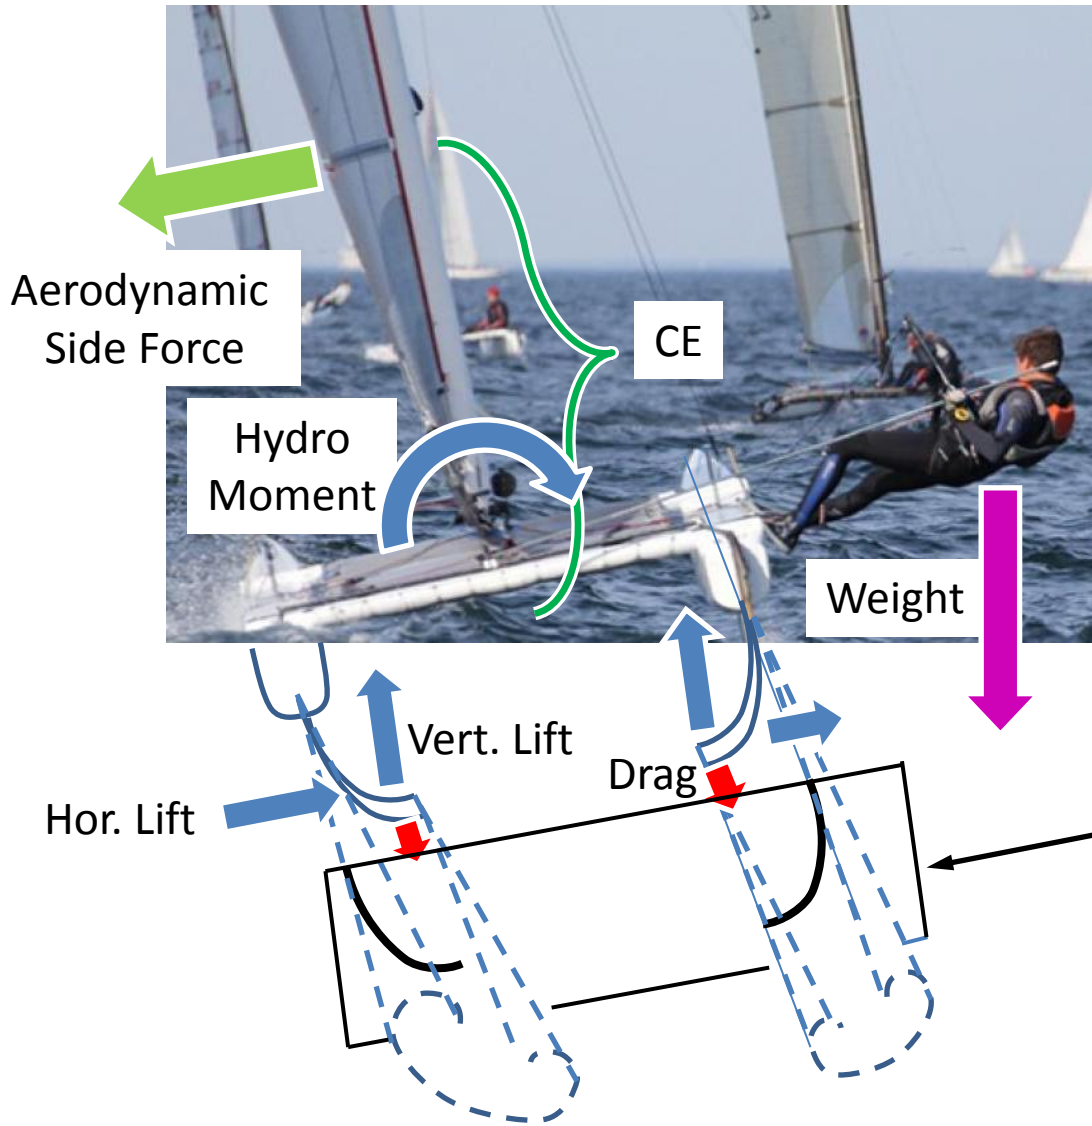 Aerodynamic
Side Force
CE
Hydro
Moment
Weight
Vert. Lift
Drag
Hor. Lift